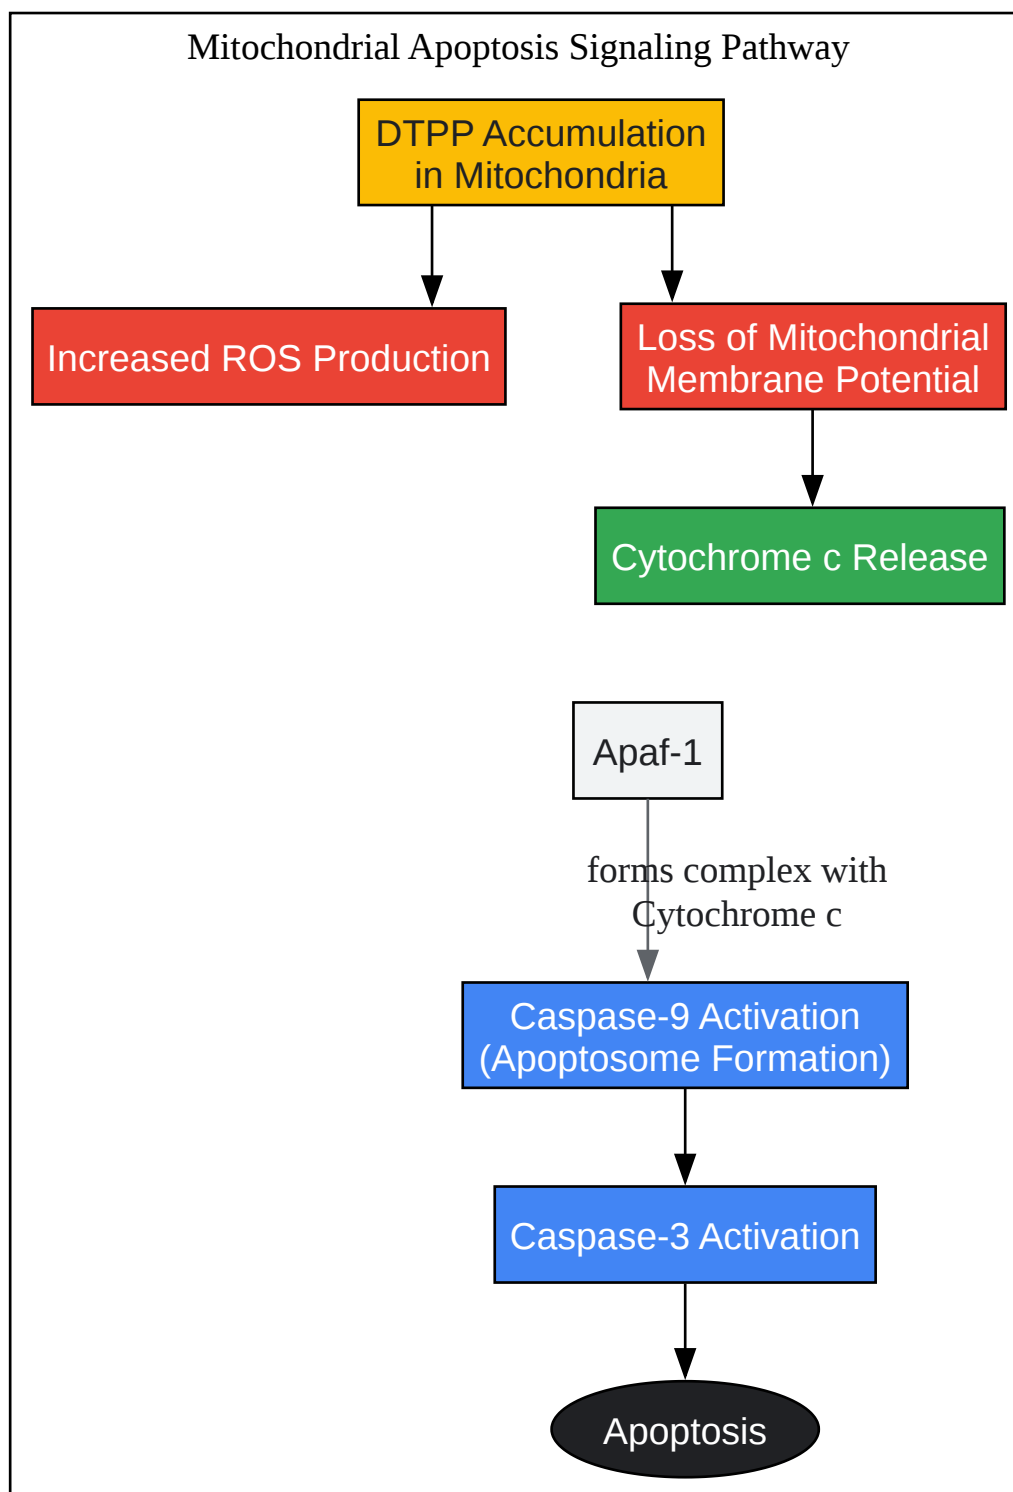 Mitochondrial Apoptosis Signaling Pathway
DTPP Accumulation
in Mitochondria
Increased ROS Production
Loss of Mitochondrial
Membrane Potential
Cytochrome c Release
Apaf-1
forms complex with
Cytochrome c
Caspase-9 Activation
(Apoptosome Formation)
Caspase-3 Activation
Apoptosis